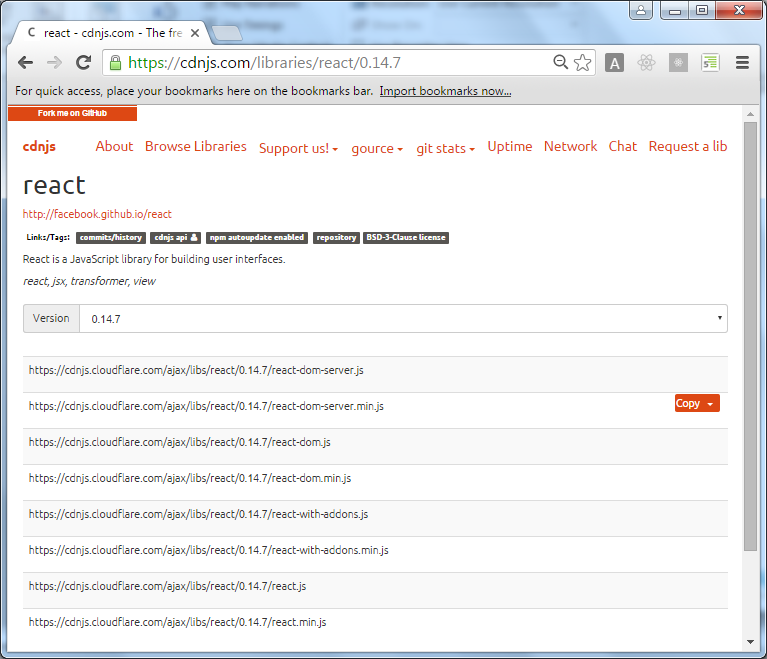 react - cdnjs.com - The fre
https://cdnjs.com/libraries/react/0.14.7
For quick access, place your bookmarks here on the bookmarks bar. Import bookmarks now...
Fork me on GitHub
cdnjs About Browse Libraries Support us! gource git stats Uptime Network Chat Request a lib
react
http://facebook.github.io/react
Links/Tags: commits/history cdnjs api npm autoupdate enabled repository BSD-3-Clause license
React is a JavaScript library for building user interfaces.
react, jsx, transformer, view
Version 0.14.7
https://cdnjs.cloudflare.com/ajax/libs/react/0.14.7/react-dom-server.js
https://cdnjs.cloudflare.com/ajax/libs/react/0.14.7/react-dom-server.min.js Copy
https://cdnjs.cloudflare.com/ajax/libs/react/0.14.7/react-dom.js
https://cdnjs.cloudflare.com/ajax/libs/react/0.14.7/react-dom.min.js
https://cdnjs.cloudflare.com/ajax/libs/react/0.14.7/react-with-addons.js
https://cdnjs.cloudflare.com/ajax/libs/react/0.14.7/react-with-addons.min.js
https://cdnjs.cloudflare.com/ajax/libs/react/0.14.7/react.js
https://cdnjs.cloudflare.com/ajax/libs/react/0.14.7/react.min.js